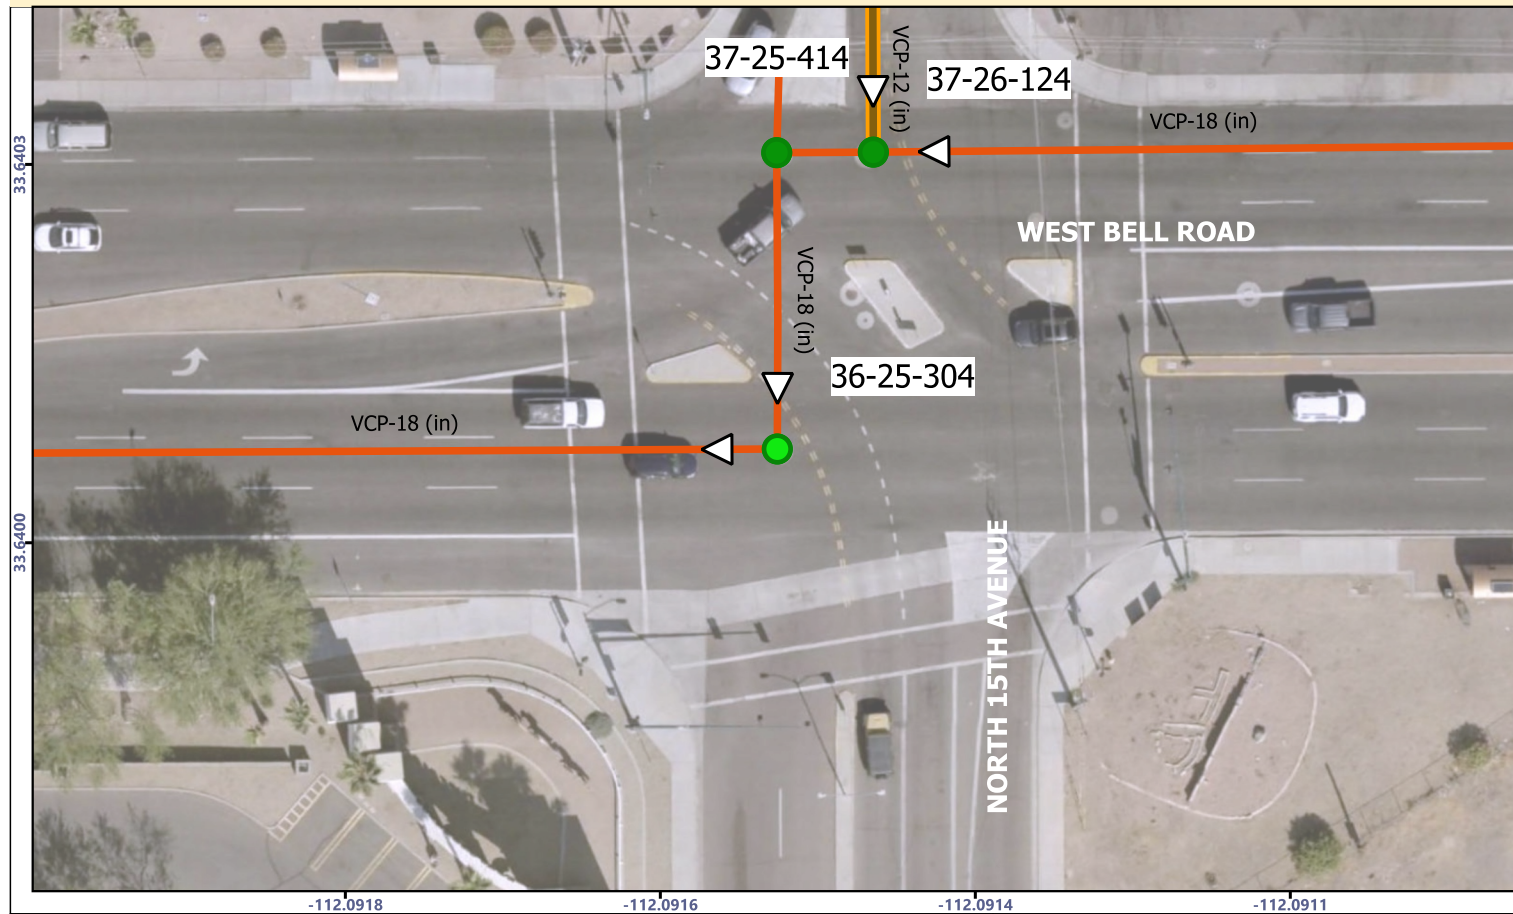 37-25-414
VCP-12 (in)
37-26-124
VCP-18 (in)
33.6403
WEST BELL ROAD
VCP-18 (in)
36-25-304
VCP-18 (in)
33.6400
NORTH 15TH AVENUE
-112.0918
-112.0916
-112.0914
-112.0911